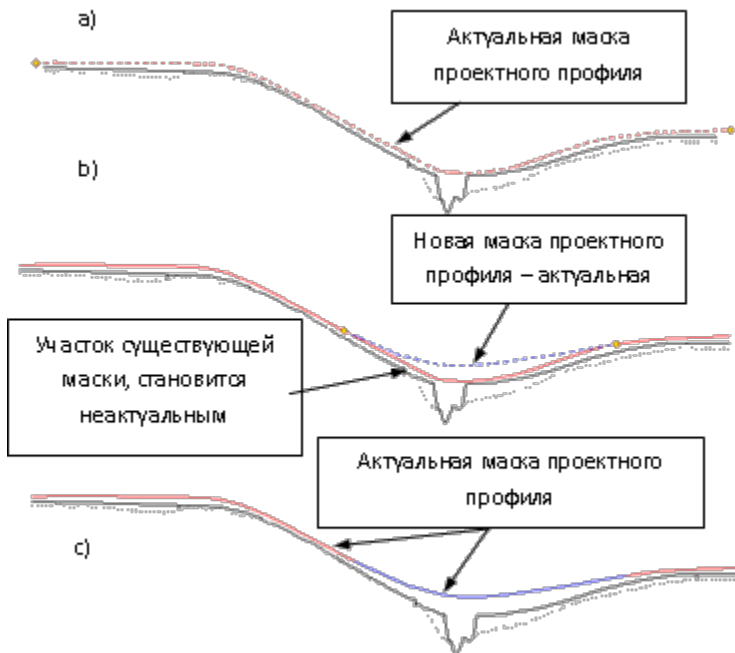 a)
Актуальная маска
проектного профиля
b)
Новая маска проектного
профиля – актуальная
Участок существующей
маски, становится
неактуальным
Актуальная маска проектного
профиля
c)